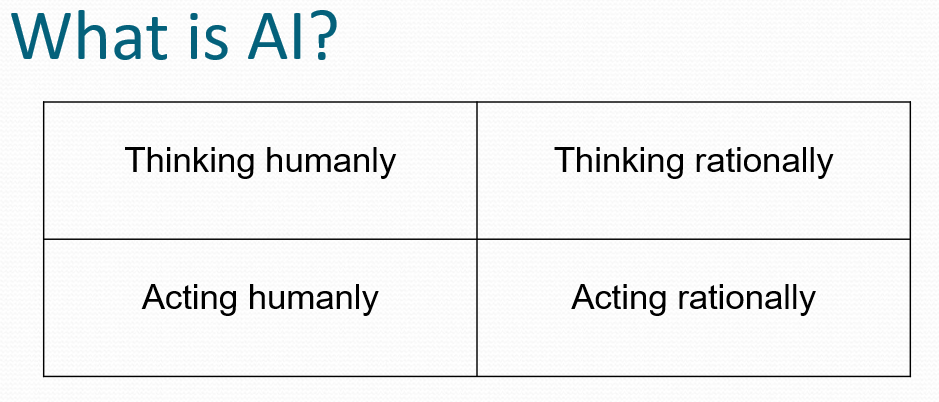 What is AI?
Thinking humanly
Thinking rationally
Acting humanly
Acting rationally